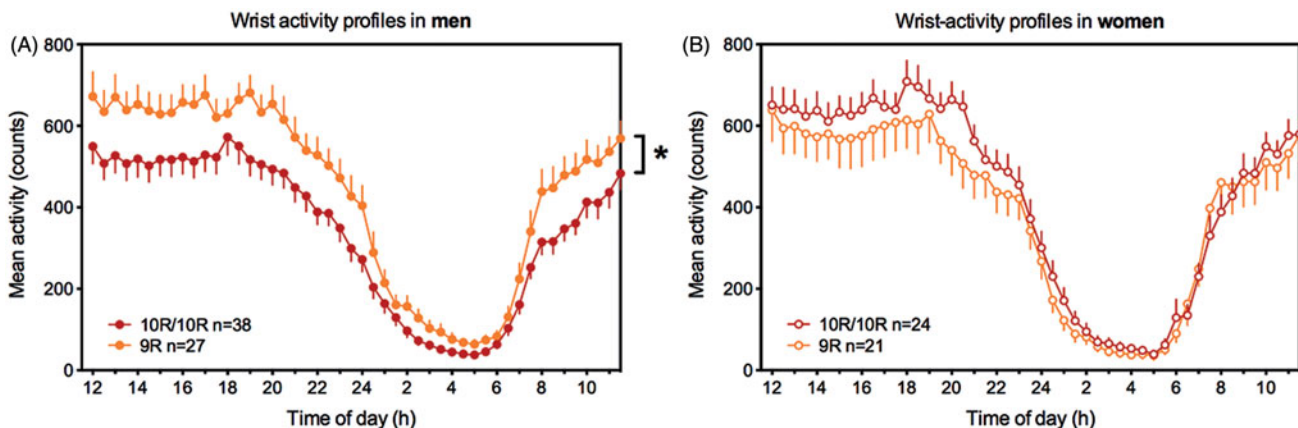 Wrist activity profiles in men
(A)
800
600
400
200
0
Mean activity (counts)
10R/10R n=38
9R n=27
*
12 14 16 18 20 22 24 2 4 6 8 10
Time of day (h)
Wrist-activity profiles in women
(B)
800
600
400
200
0
Mean activity (counts)
10R/10R n=24
9R n=21
12 14 16 18 20 22 24 2 4 6 8 10
Time of day (h)